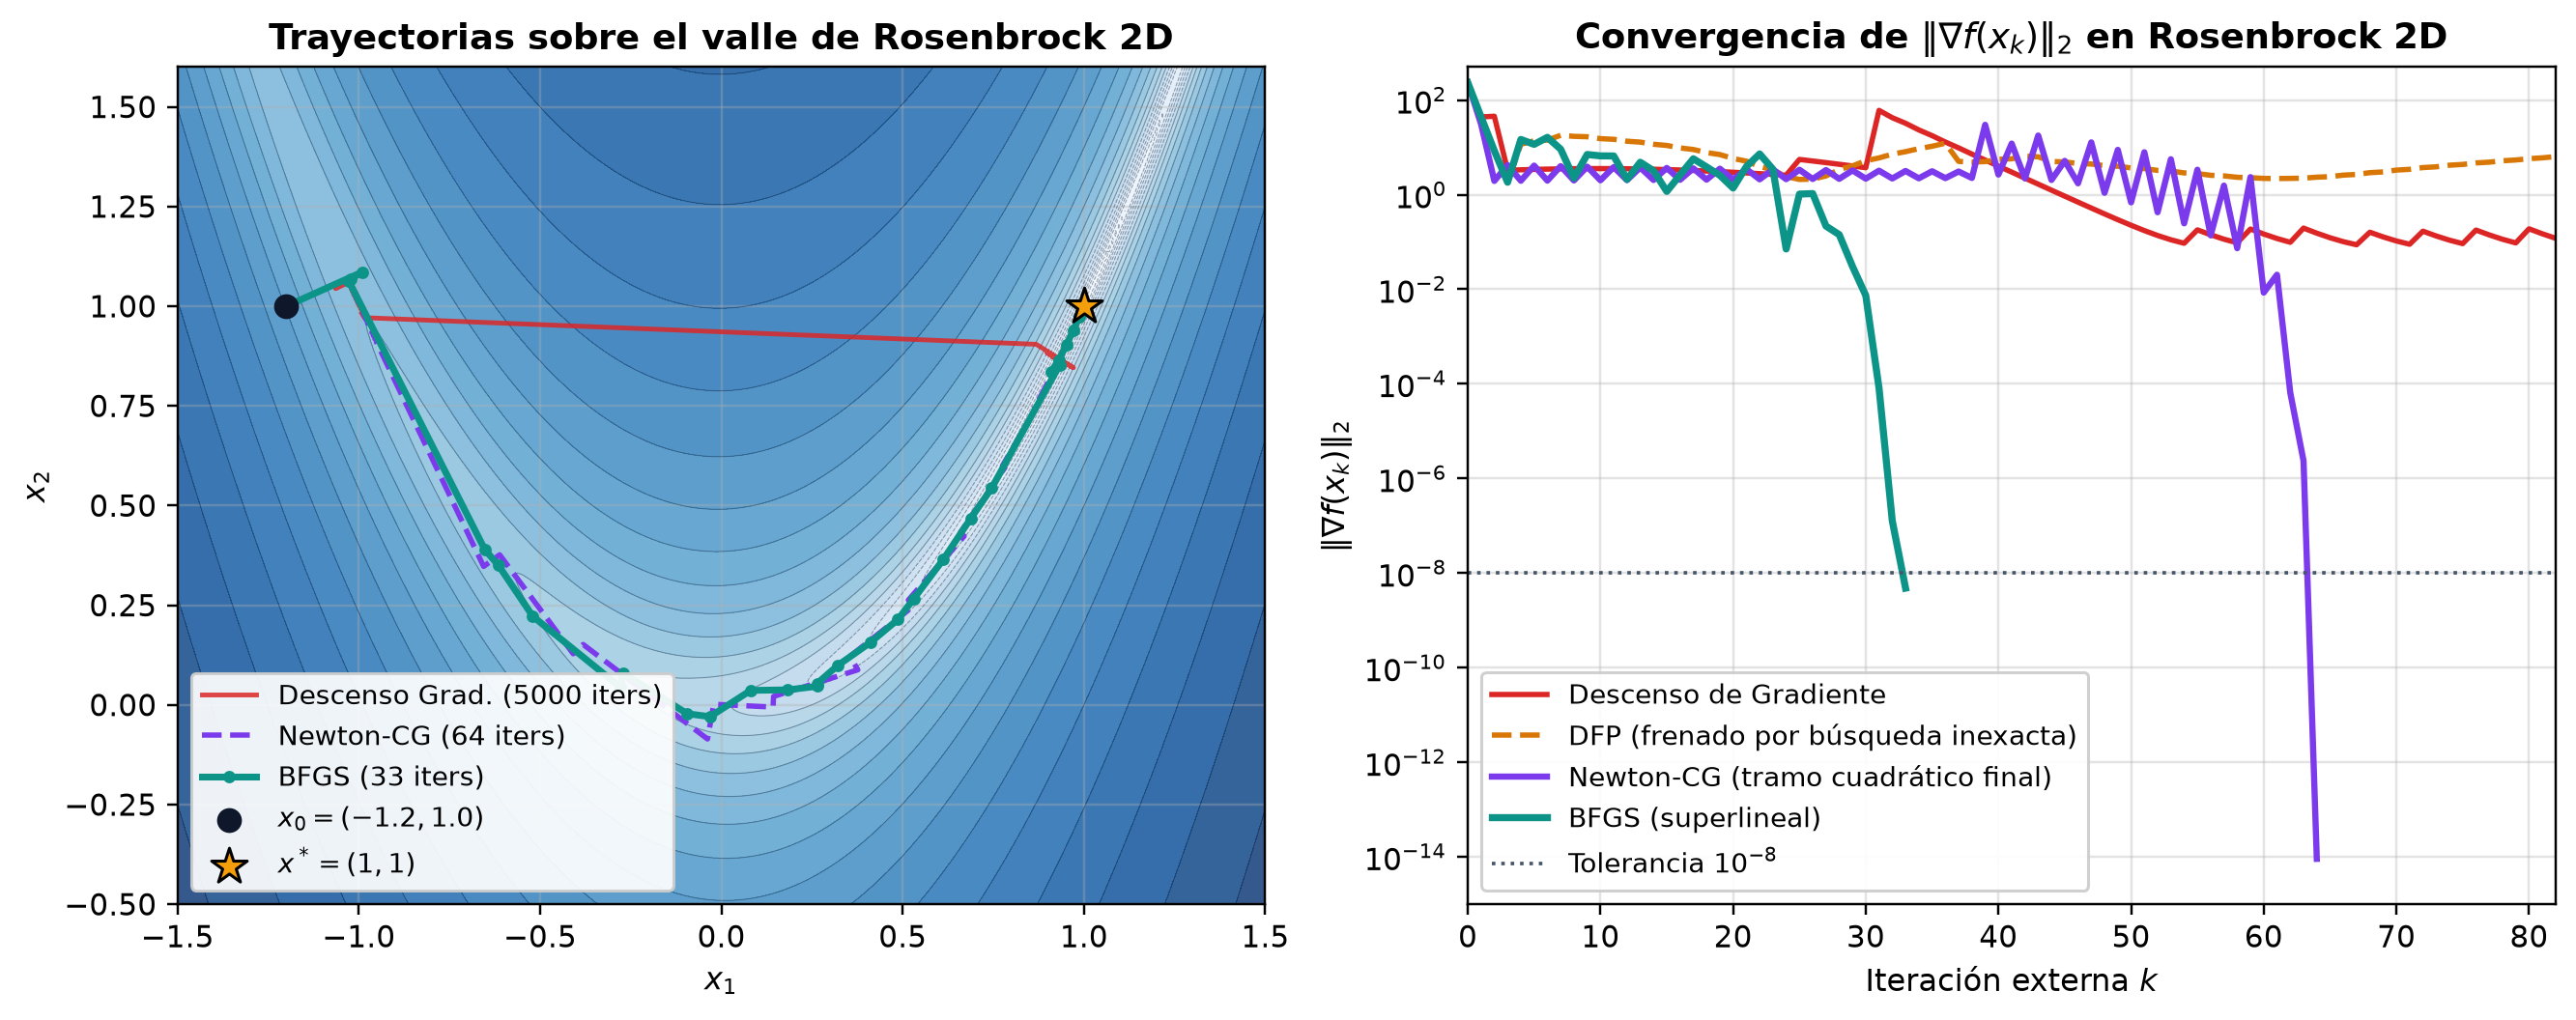 Trayectorias sobre el valle de Rosenbrock 2D
1.50
1.25
1.00
0.75
0.50
0.25
0.00
−0.25
−0.50
x₂
−1.5 −1.0 −0.5 0.0 0.5 1.0 1.5
x₁
Descenso Grad. (5000 iters)
Newton-CG (64 iters)
BFGS (33 iters)
x₀ = (−1.2, 1.0)
x* = (1, 1)
Convergencia de ‖∇f(xₖ)‖₂ en Rosenbrock 2D
10²
10⁰
10⁻²
10⁻⁴
10⁻⁶
10⁻⁸
10⁻¹⁰
10⁻¹²
10⁻¹⁴
‖∇f(xₖ)‖₂
0 10 20 30 40 50 60 70 80
Iteración externa k
Descenso de Gradiente
DFP (frenado por búsqueda inexacta)
Newton-CG (tramo cuadrático final)
BFGS (superlineal)
Tolerancia 10⁻⁸